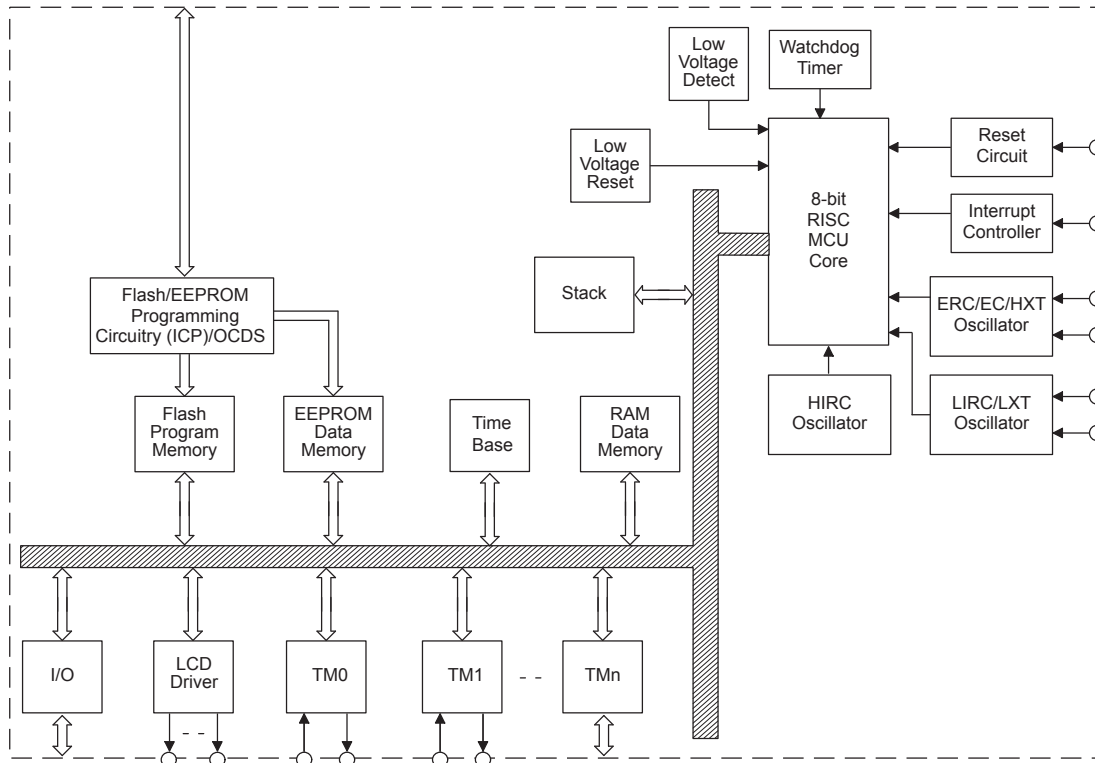 Low
Voltage
Detect
Watchdog
Timer
Low
Voltage
Reset
8-bit
RISC
MCU
Core
Reset
Circuit
Interrupt
Controller
Stack
Flash/EEPROM
Programming
Circuitry (ICP)/OCDS
ERC/EC/HXT
Oscillator
HIRC
Oscillator
LIRC/LXT
Oscillator
Flash
Program
Memory
EEPROM
Data
Memory
Time
Base
RAM
Data
Memory
I/O
LCD
Driver
TM0
TM1
TMn